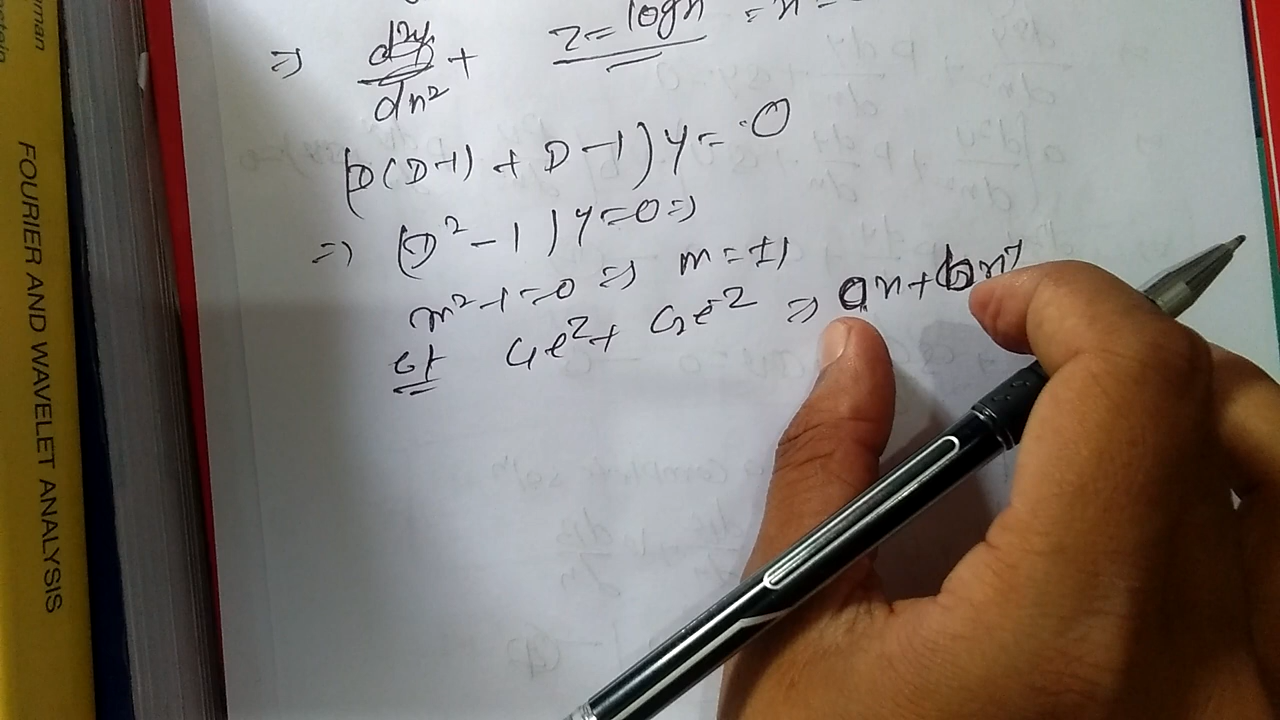 ⇒ d²y/dx² + z = logx = x =
(D(D-1) + D-1)y = 0
⇒ (D²-1)y=0 ⇒
m²-1=0 ⇒ m=±1
CF C₁e^z + C₂e^-z ⇒ ax+bx^-1
FOURIER AND WAVELET ANALYSIS